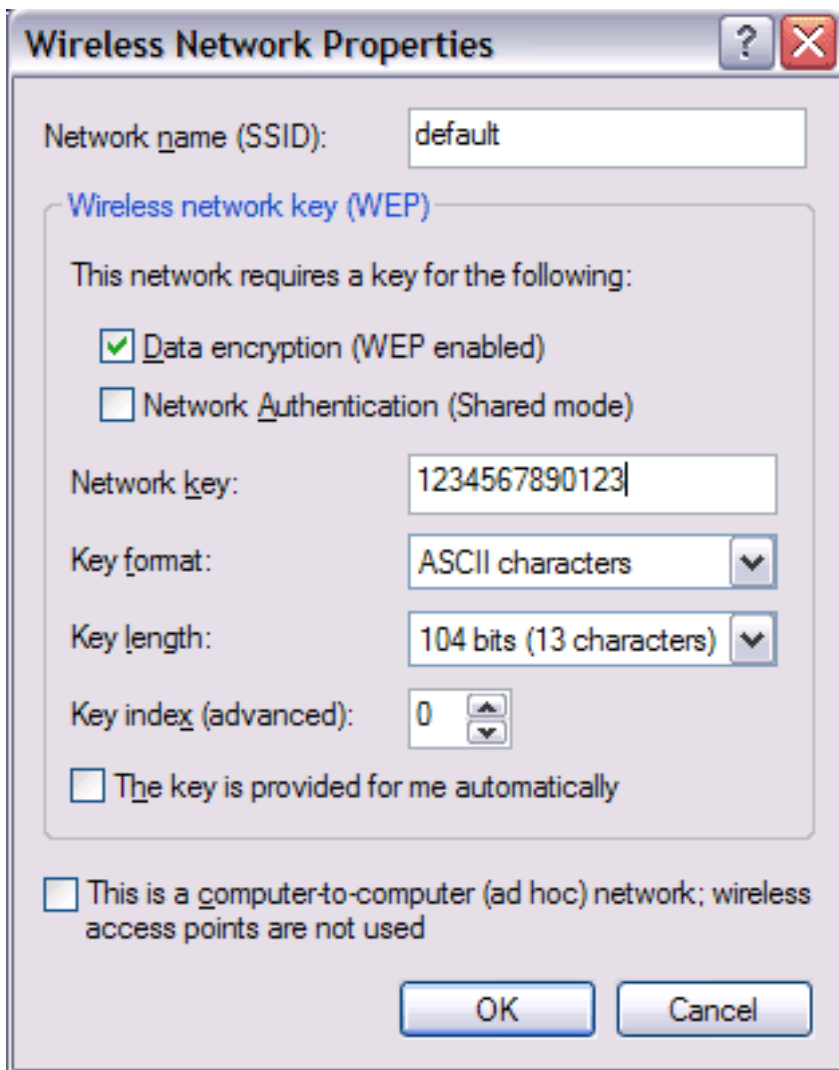 Wireless Network Properties
?
Network name (SSID): default
Wireless network key (WEP)
This network requires a key for the following:
Data encryption (WEP enabled)
Network Authentication (Shared mode)
Network key: 1234567890123
Key format: ASCII characters
Key length: 104 bits (13 characters)
Key index (advanced): 0
The key is provided for me automatically
This is a computer-to-computer (ad hoc) network; wireless
access points are not used
OK Cancel